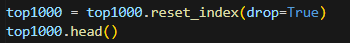 top1000 = top1000.reset_index(drop=True)
top1000.head()